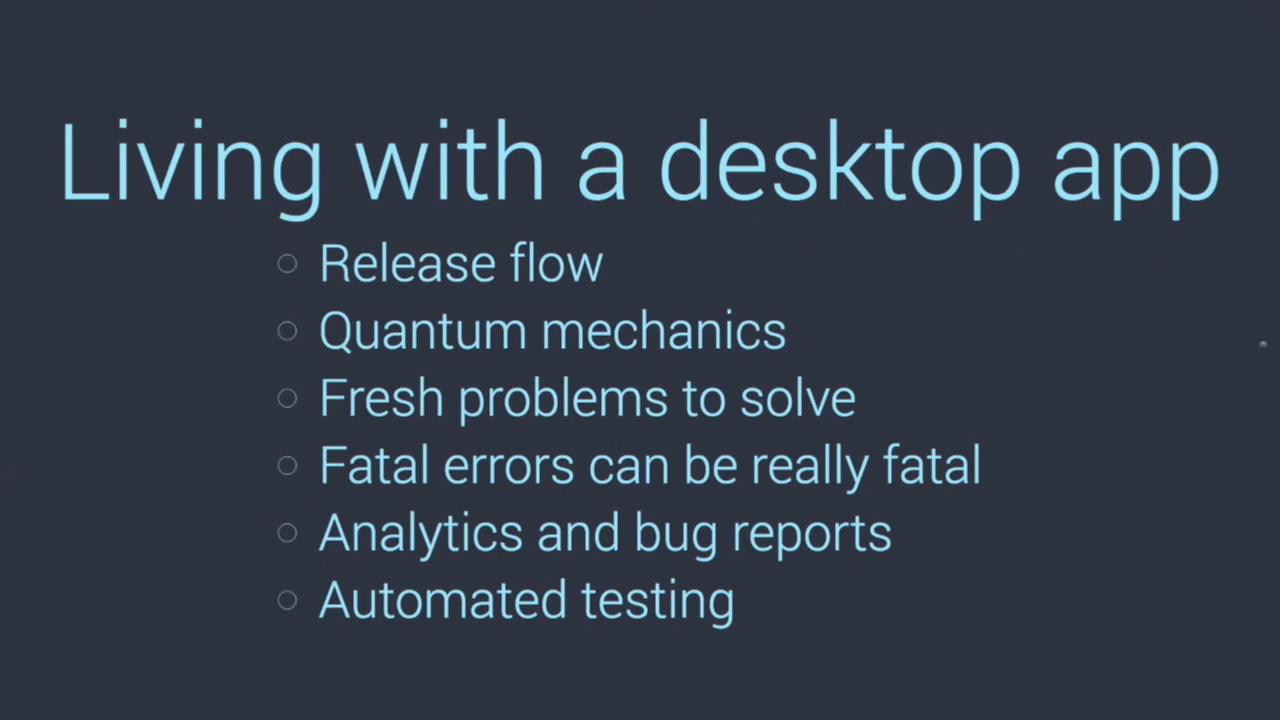 Living with a desktop app
Release flow
Quantum mechanics
Fresh problems to solve
Fatal errors can be really fatal
Analytics and bug reports
Automated testing